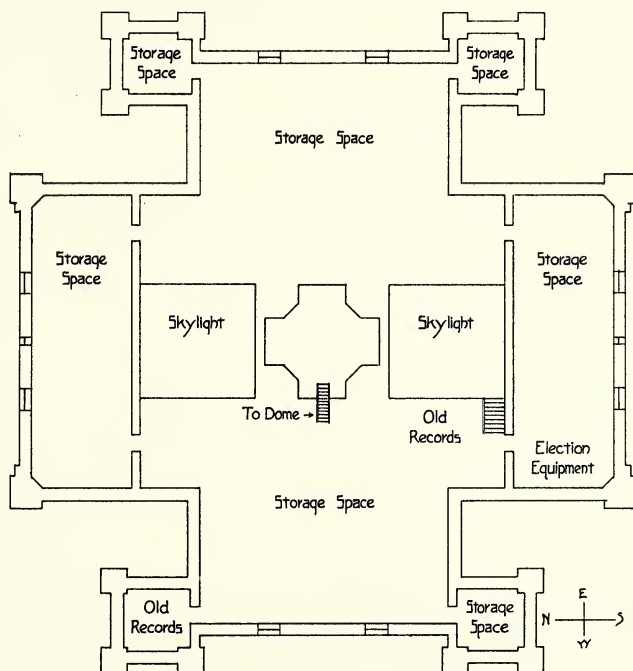 Storage
Space
Storage
Space
Storage Space
Storage
Space
Storage
Space
Skylight
Skylight
To Dome →
Old
Records
Election
Equipment
Storage Space
Old
Records
Storage
Space
E
N
S
W